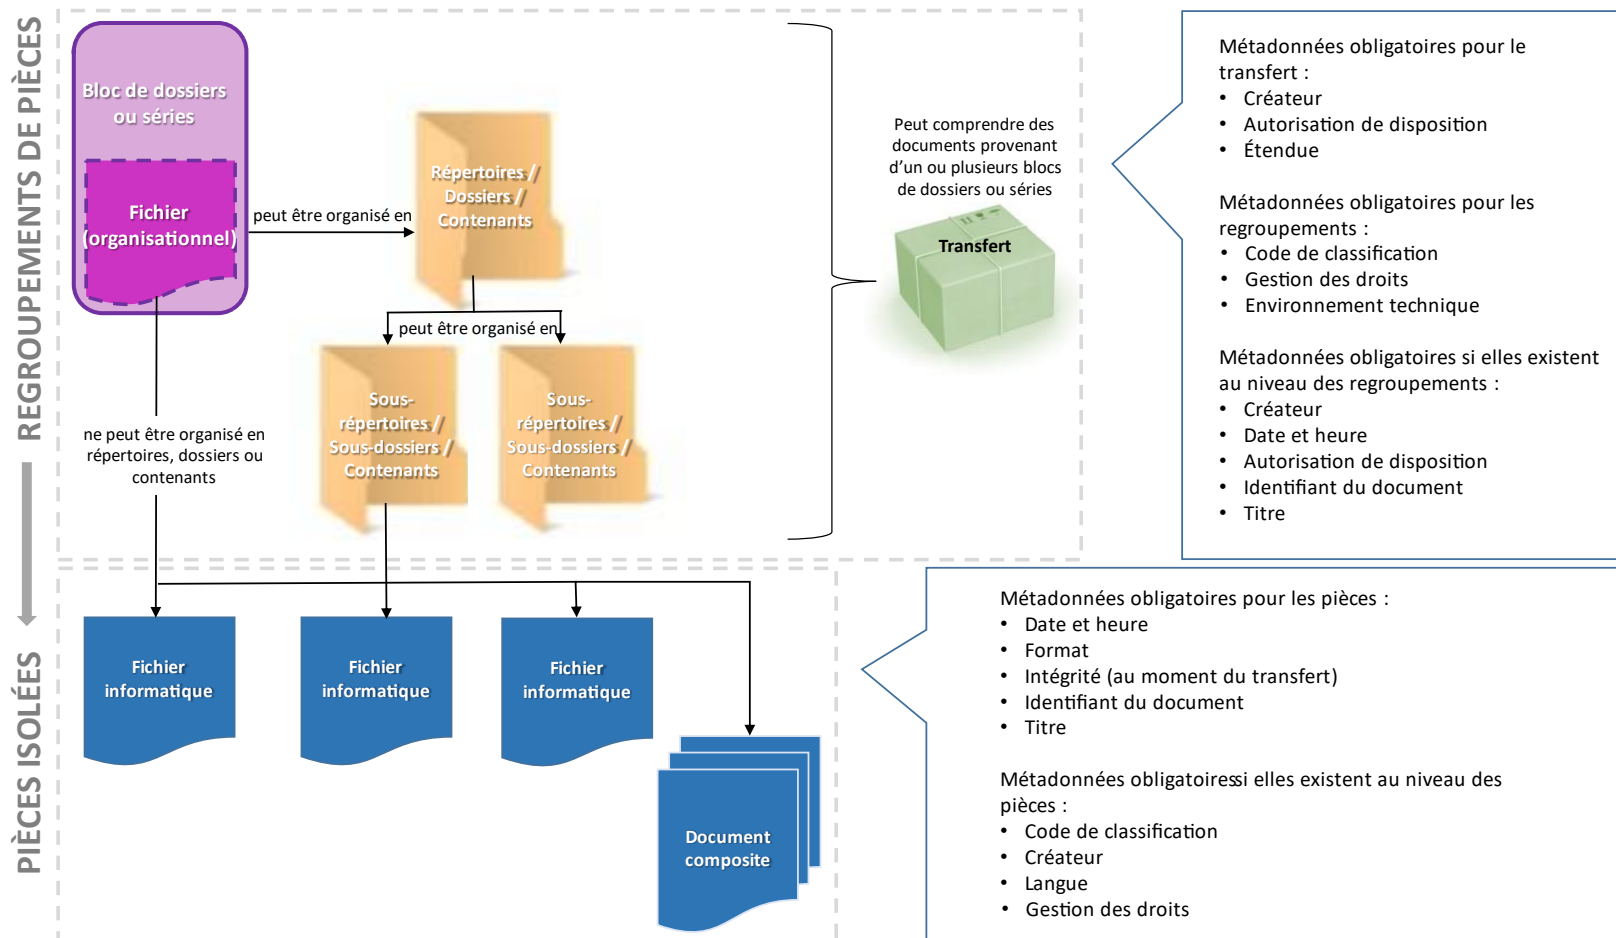 REGROUPEMENTS DE PIÈCES
Bloc de dossiers
ou séries
Fichier
(organisationnel)
peut être organisé en
Répertoires /
Dossiers /
Contenants
peut être organisé en
Sous-
répertoires /
Sous-dossiers /
Contenants
Sous-
répertoires /
Sous-dossiers /
Contenants
ne peut être organisé en
répertoires, dossiers ou
contenants
Peut comprendre des
documents provenant
d'un ou plusieurs blocs
de dossiers ou séries
Transfert
Métadonnées obligatoires pour le
transfert :
• Créateur
• Autorisation de disposition
• Étendue
Métadonnées obligatoires pour les
regroupements :
• Code de classification
• Gestion des droits
• Environnement technique
Métadonnées obligatoires si elles existent
au niveau des regroupements :
• Créateur
• Date et heure
• Autorisation de disposition
• Identifiant du document
• Titre
PIÈCES ISOLÉES
Fichier
informatique
Fichier
informatique
Fichier
informatique
Document
composite
Métadonnées obligatoires pour les pièces :
• Date et heure
• Format
• Intégrité (au moment du transfert)
• Identifiant du document
• Titre
Métadonnées obligatoiressi elles existent au niveau des
pièces :
• Code de classification
• Créateur
• Langue
• Gestion des droits